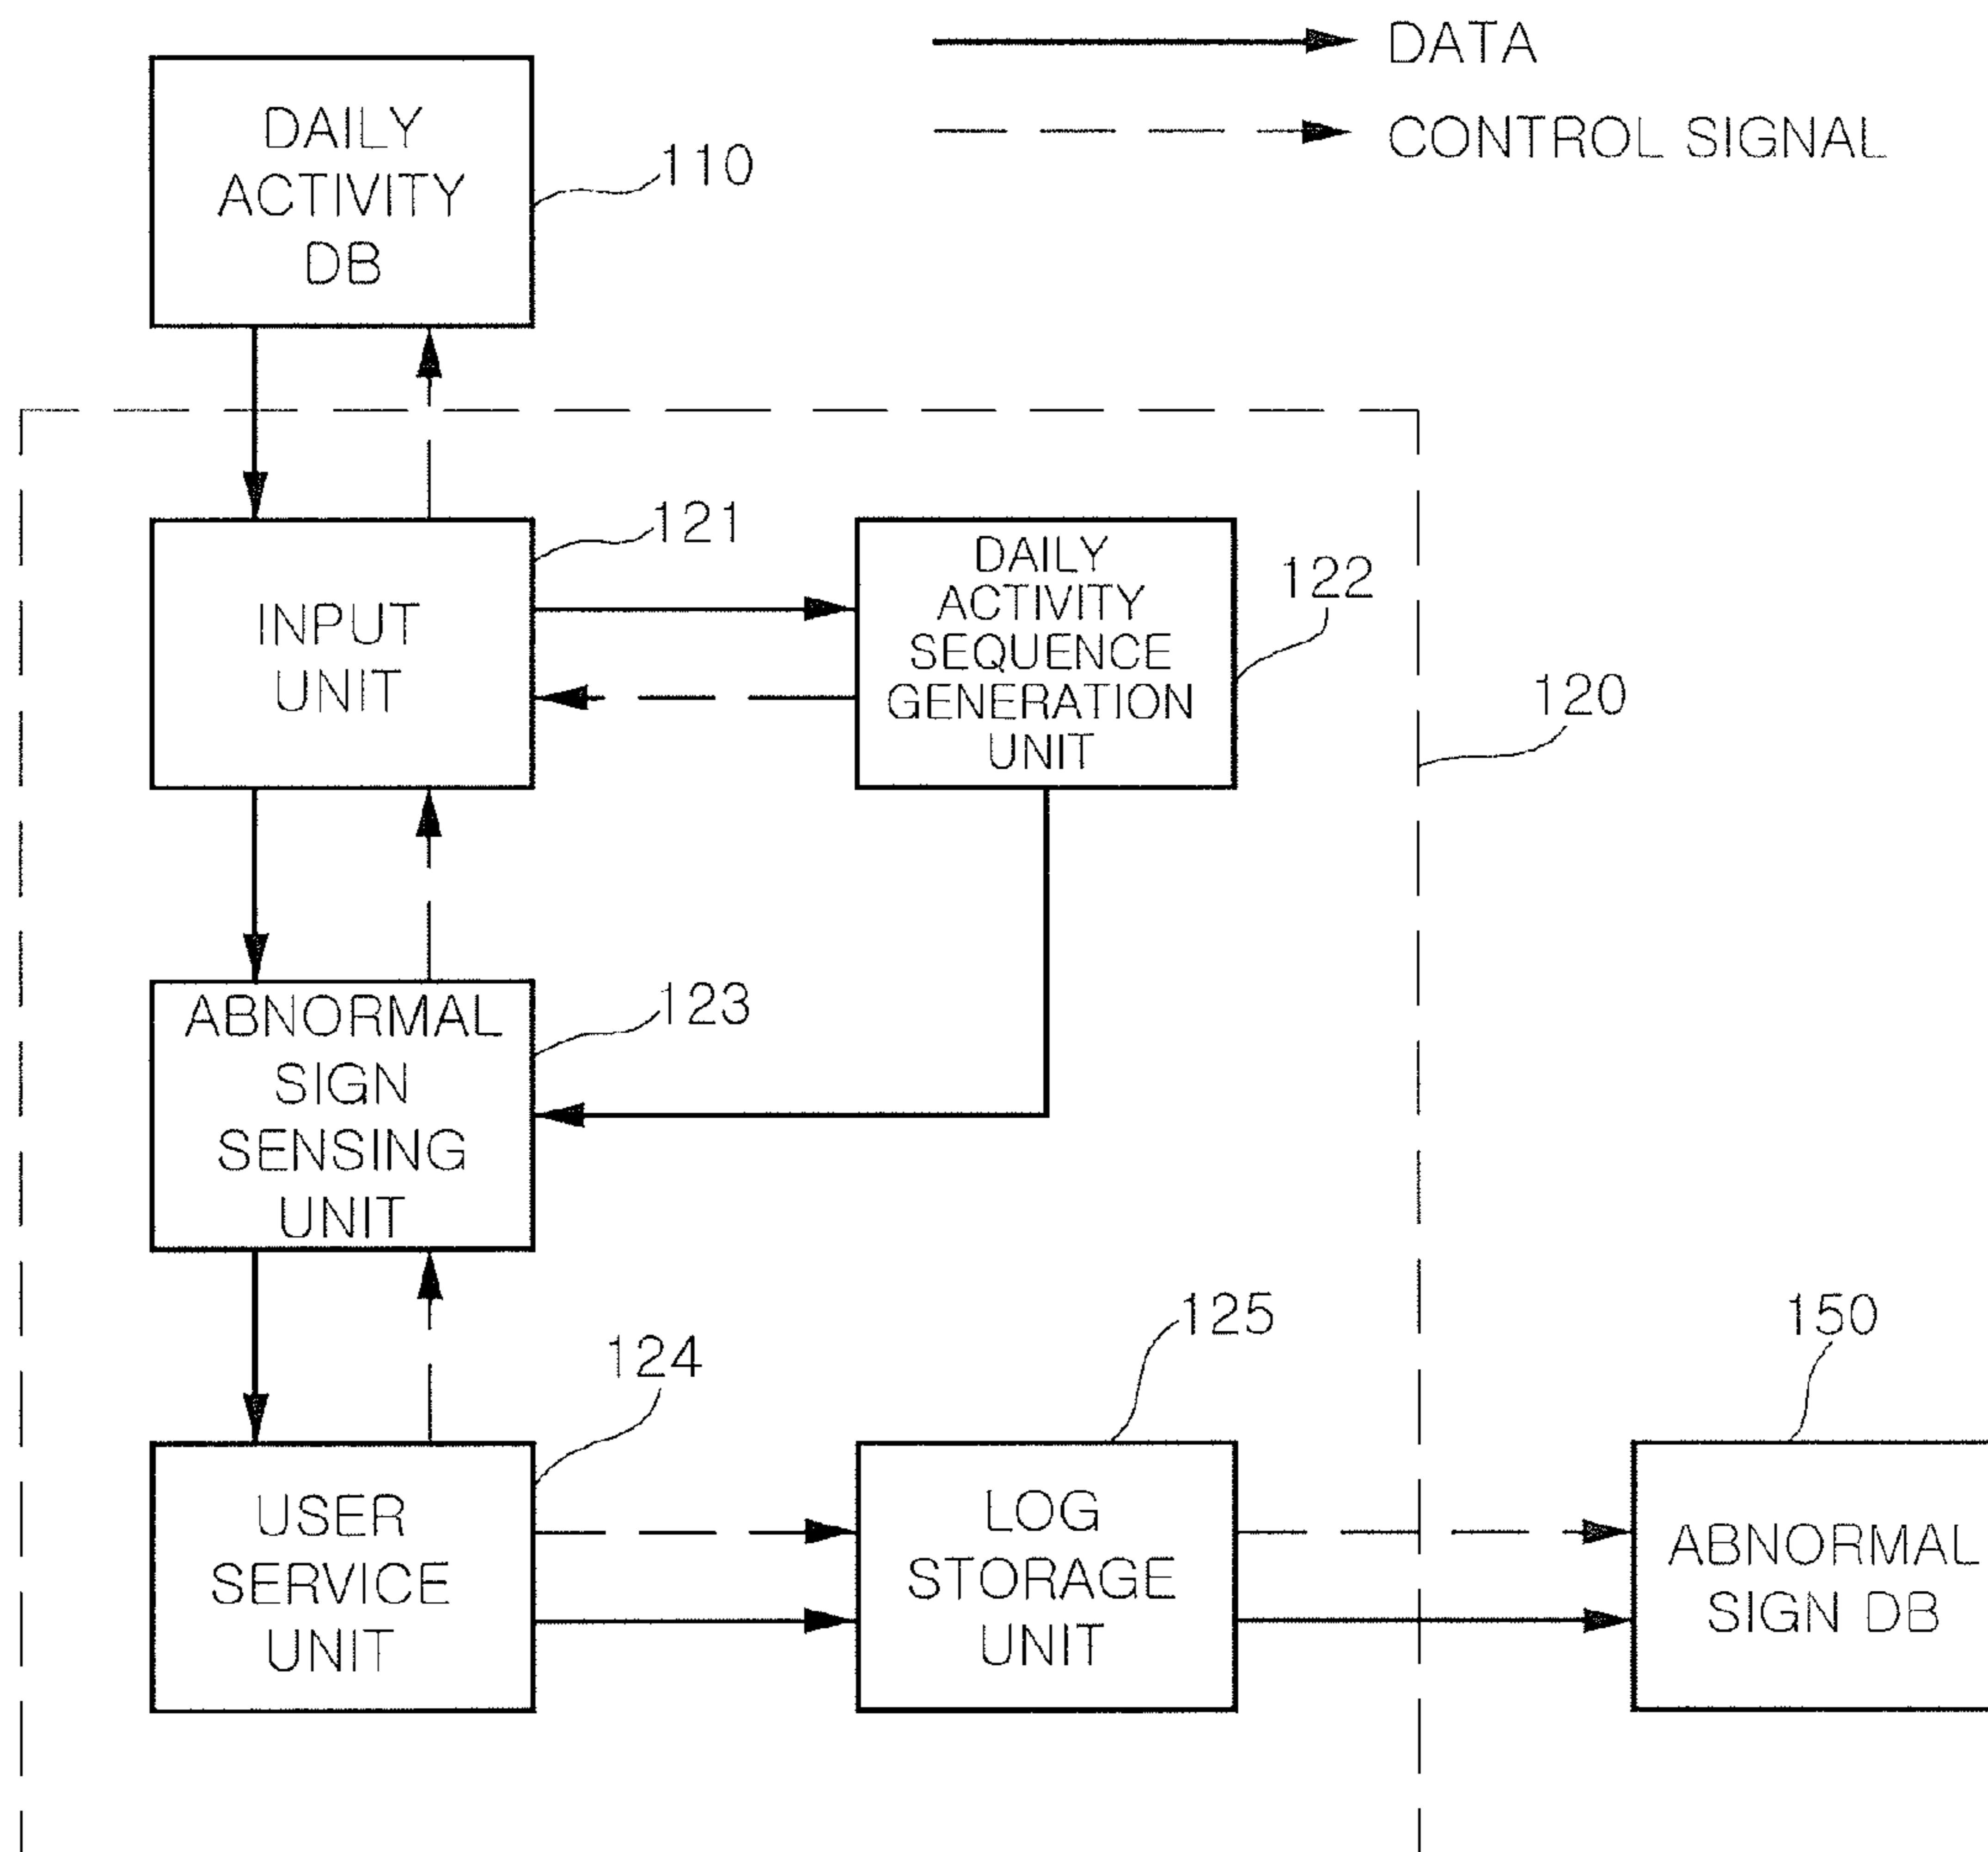 DATA
CONTROL SIGNAL
DAILY
ACTIVITY
DB
110
121
INPUT
UNIT
DAILY
ACTIVITY
SEQUENCE
GENERATION
UNIT
122
120
ABNORMAL
SIGN
SENSING
UNIT
123
124
USER
SERVICE
UNIT
125
LOG
STORAGE
UNIT
150
ABNORMAL
SIGN DB